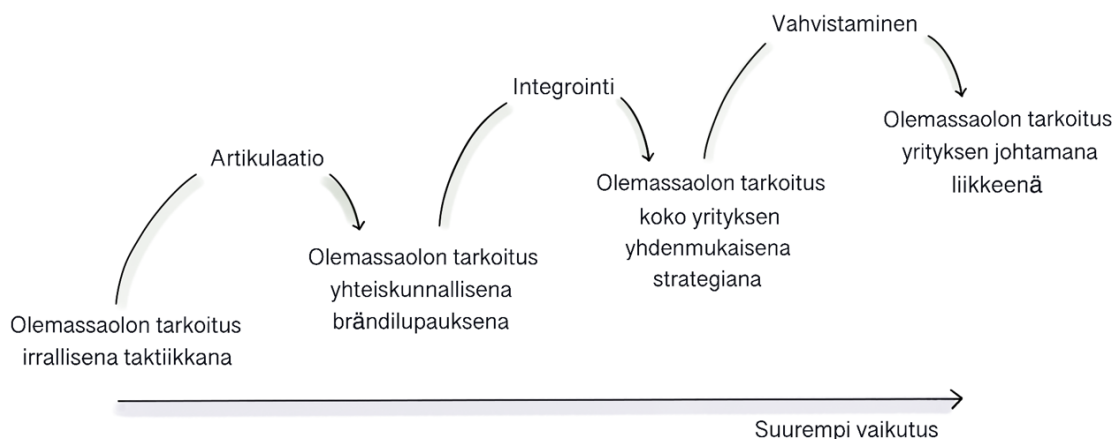 Olemassaolon tarkoitus
irrallisena taktiikkana
Artikulaatio
Olemassaolon tarkoitus
yhteiskunnallisena
brändilupauksena
Integrointi
Olemassaolon tarkoitus
koko yrityksen
yhdenmukaisena
strategiana
Vahvistaminen
Olemassaolon tarkoitus
yrityksen johtamana
liikkeenä
Suurempi vaikutus